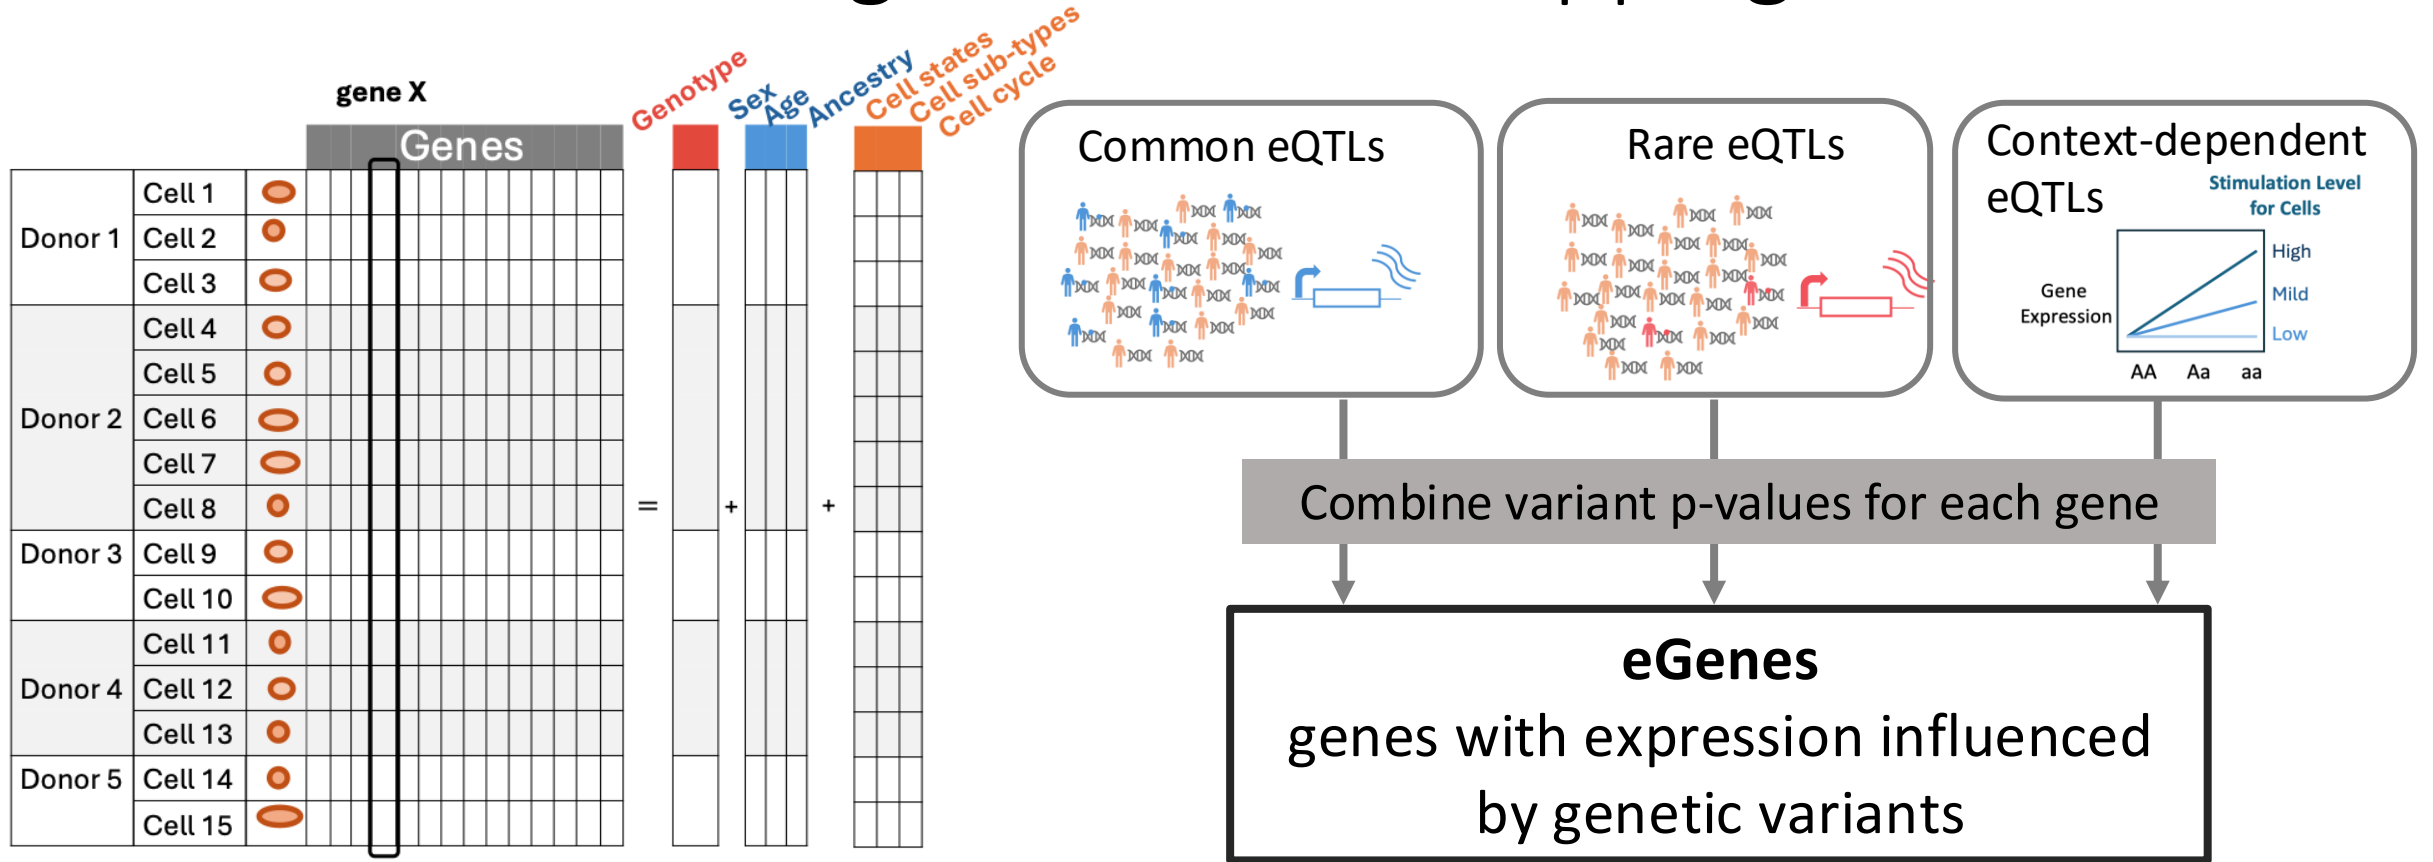 gene X
Genes
Genotype
Sex
Age
Ancestry
Cell states
Cell sub-types
Cell cycle
Donor 1
Cell 1
Cell 2
Cell 3
Donor 2
Cell 4
Cell 5
Cell 6
Cell 7
Cell 8
Donor 3
Cell 9
Cell 10
Donor 4
Cell 11
Cell 12
Cell 13
Donor 5
Cell 14
Cell 15
=
+
+
Common eQTLs
Rare eQTLs
Context-dependent
eQTLs
Stimulation Level
for Cells
Gene
Expression
High
Mild
Low
AA Aa aa
Combine variant p-values for each gene
eGenes
genes with expression influenced
by genetic variants